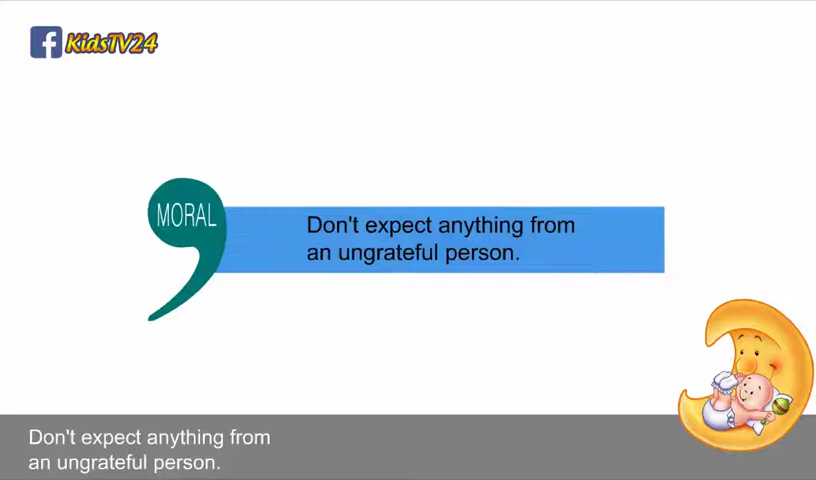 KidsTV24
MORAL
Don't expect anything from
an ungrateful person.
Don't expect anything from
an ungrateful person.